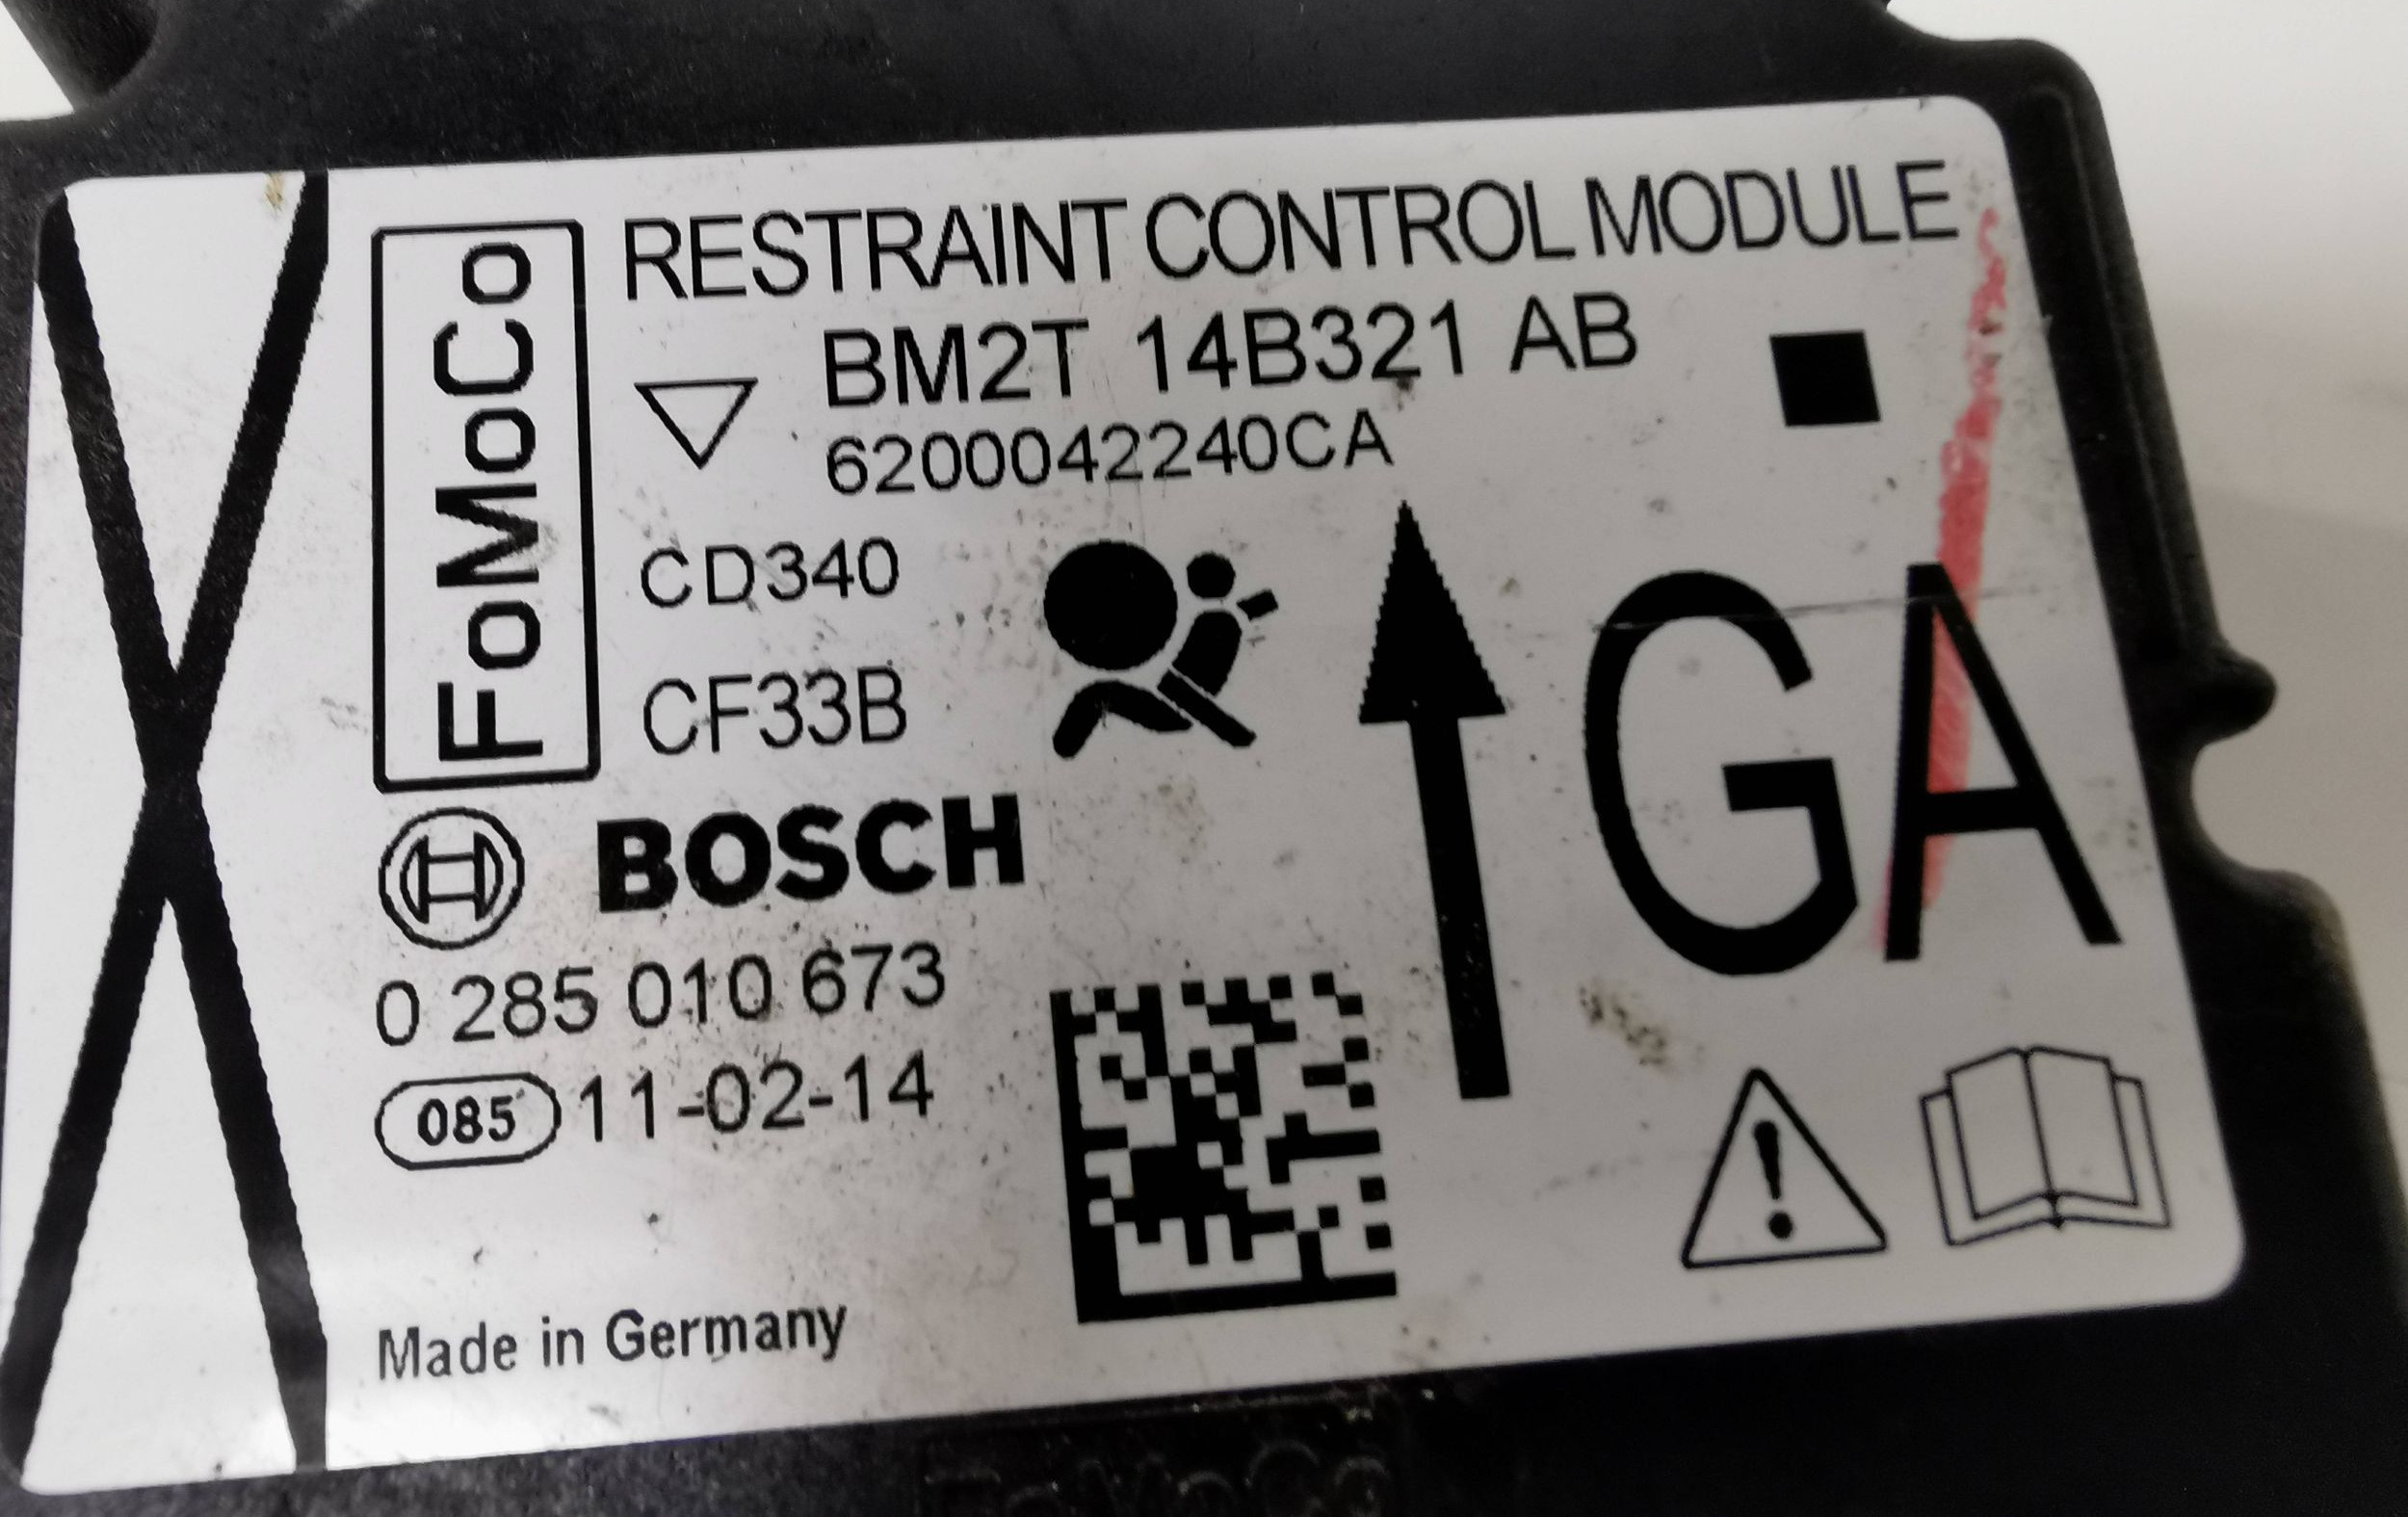 RESTRAINT CONTROL MODULE
FoMoCo
BM2T 14B321 AB
6200042240CA
CD340
CF33B
GA
BOSCH
0 285 010 673
085 11-02-14
Made in Germany
FoMoCo